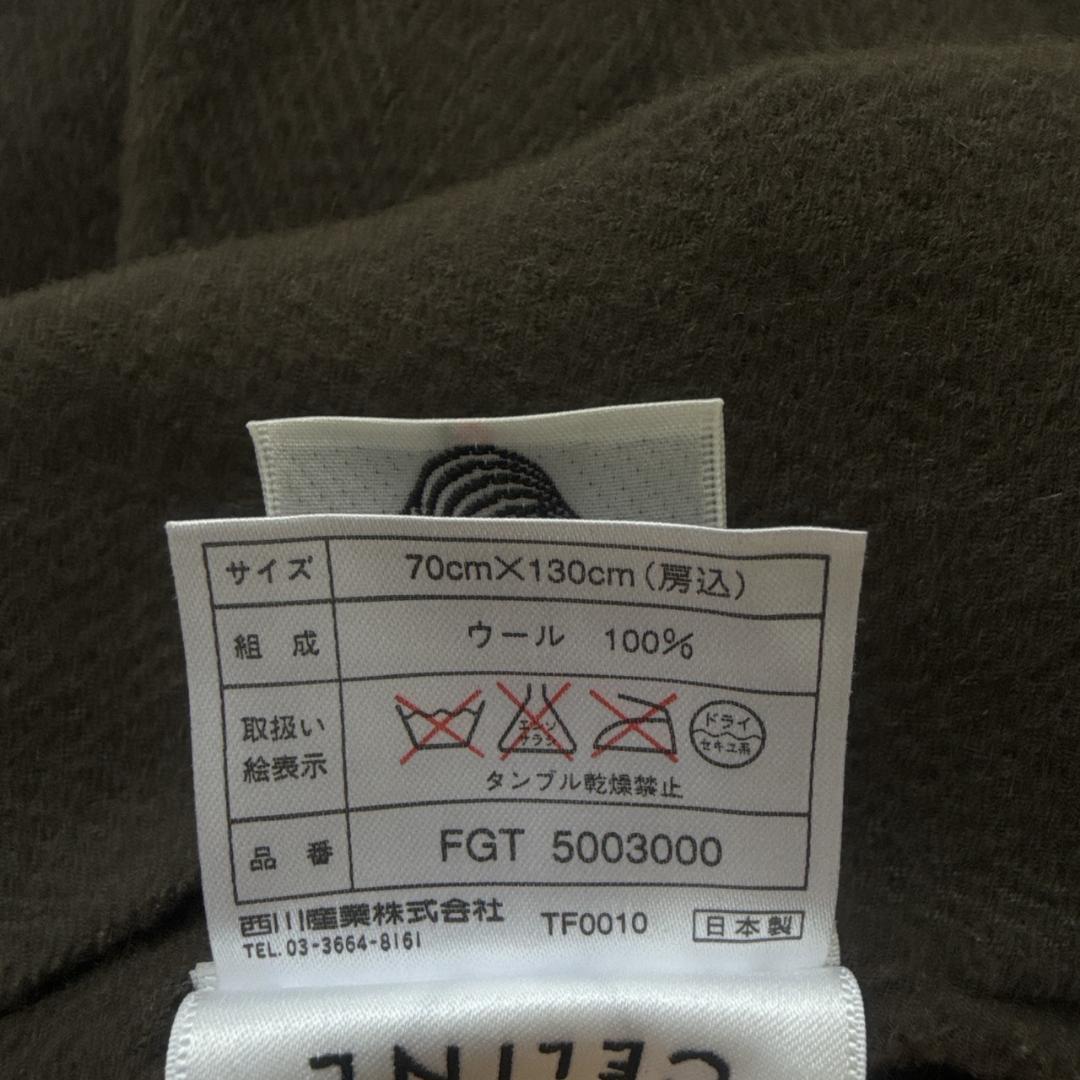 サイズ 70cm×130cm(房込)
組成 ウール 100%
取扱い
絵表示
エンソ
サラシ
ドライ
セキユ系
タンブル乾燥禁止
品番 FGT 5003000
西川産業株式会社 TF0010 日本製
TEL. 03-3664-8161
CELINE